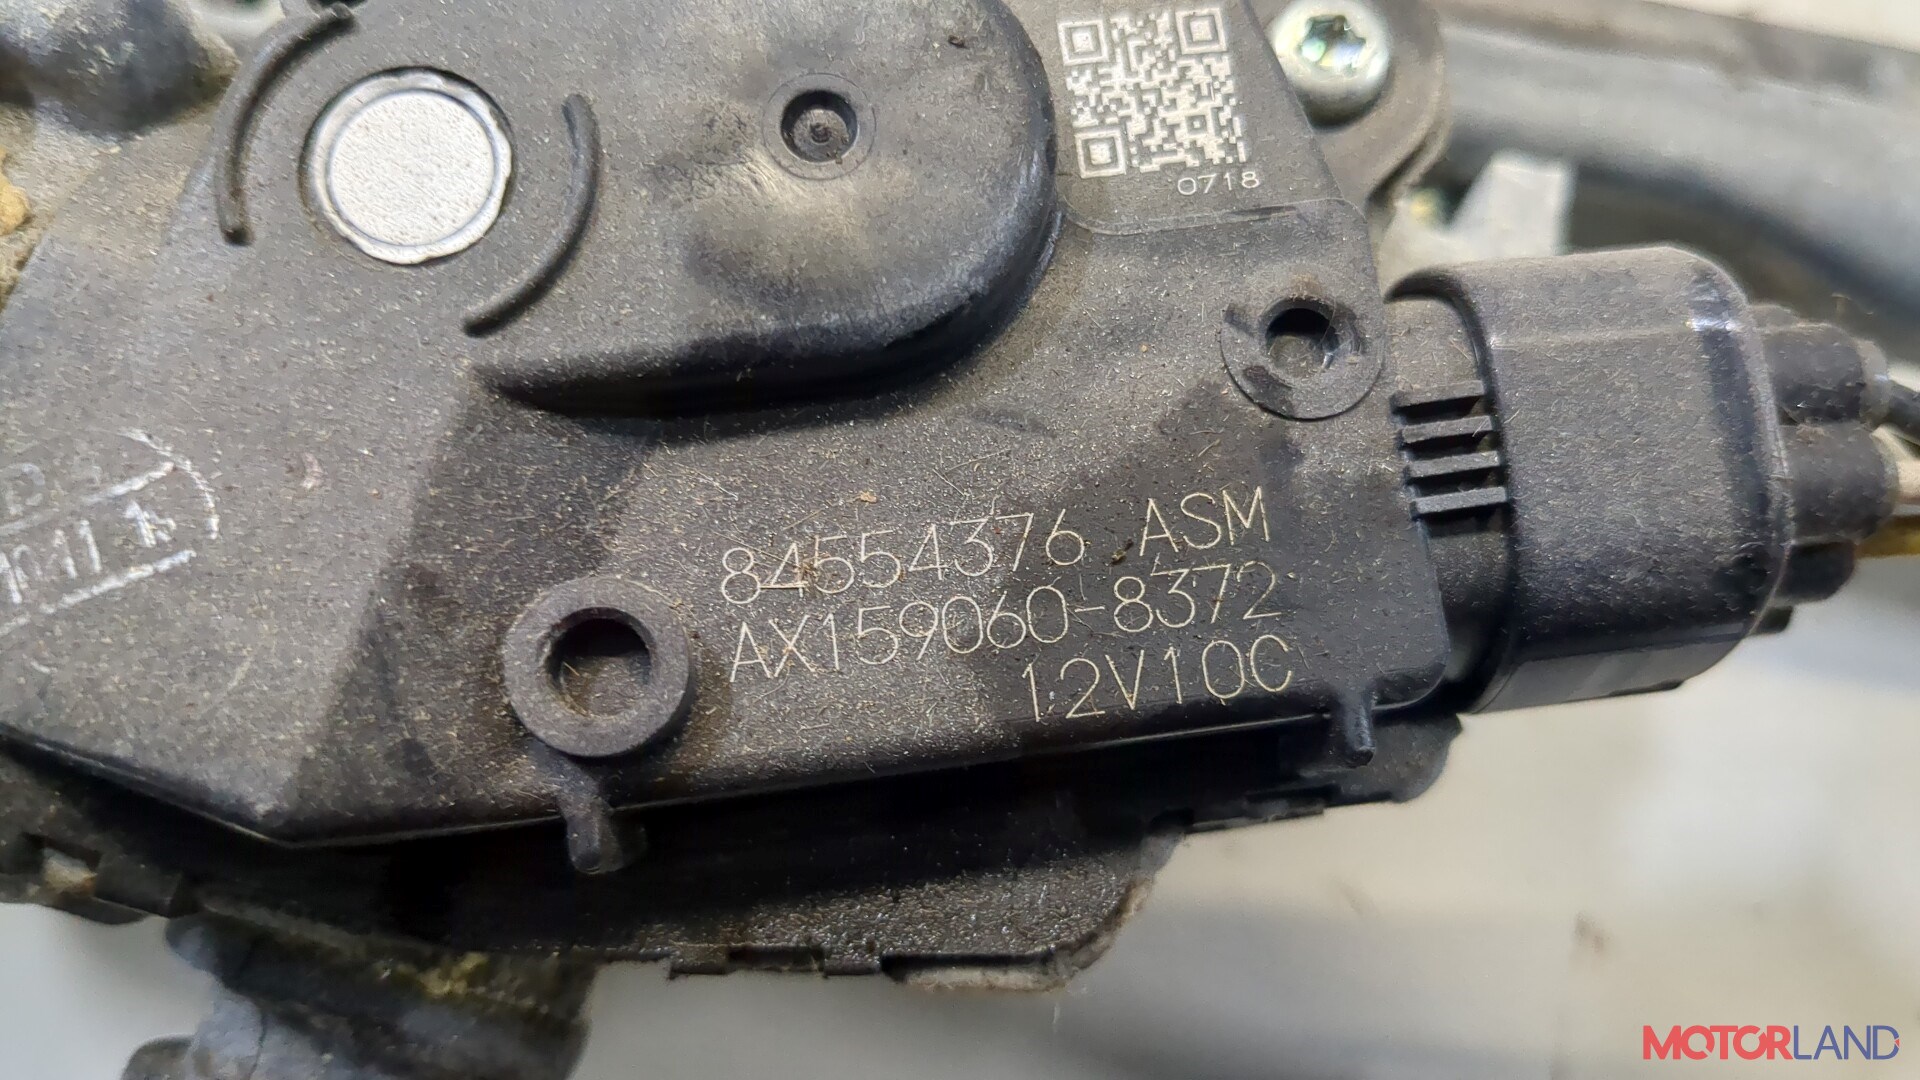 0718
84554376 ASM
AX159060-8372
12V10C
MOTORLAND